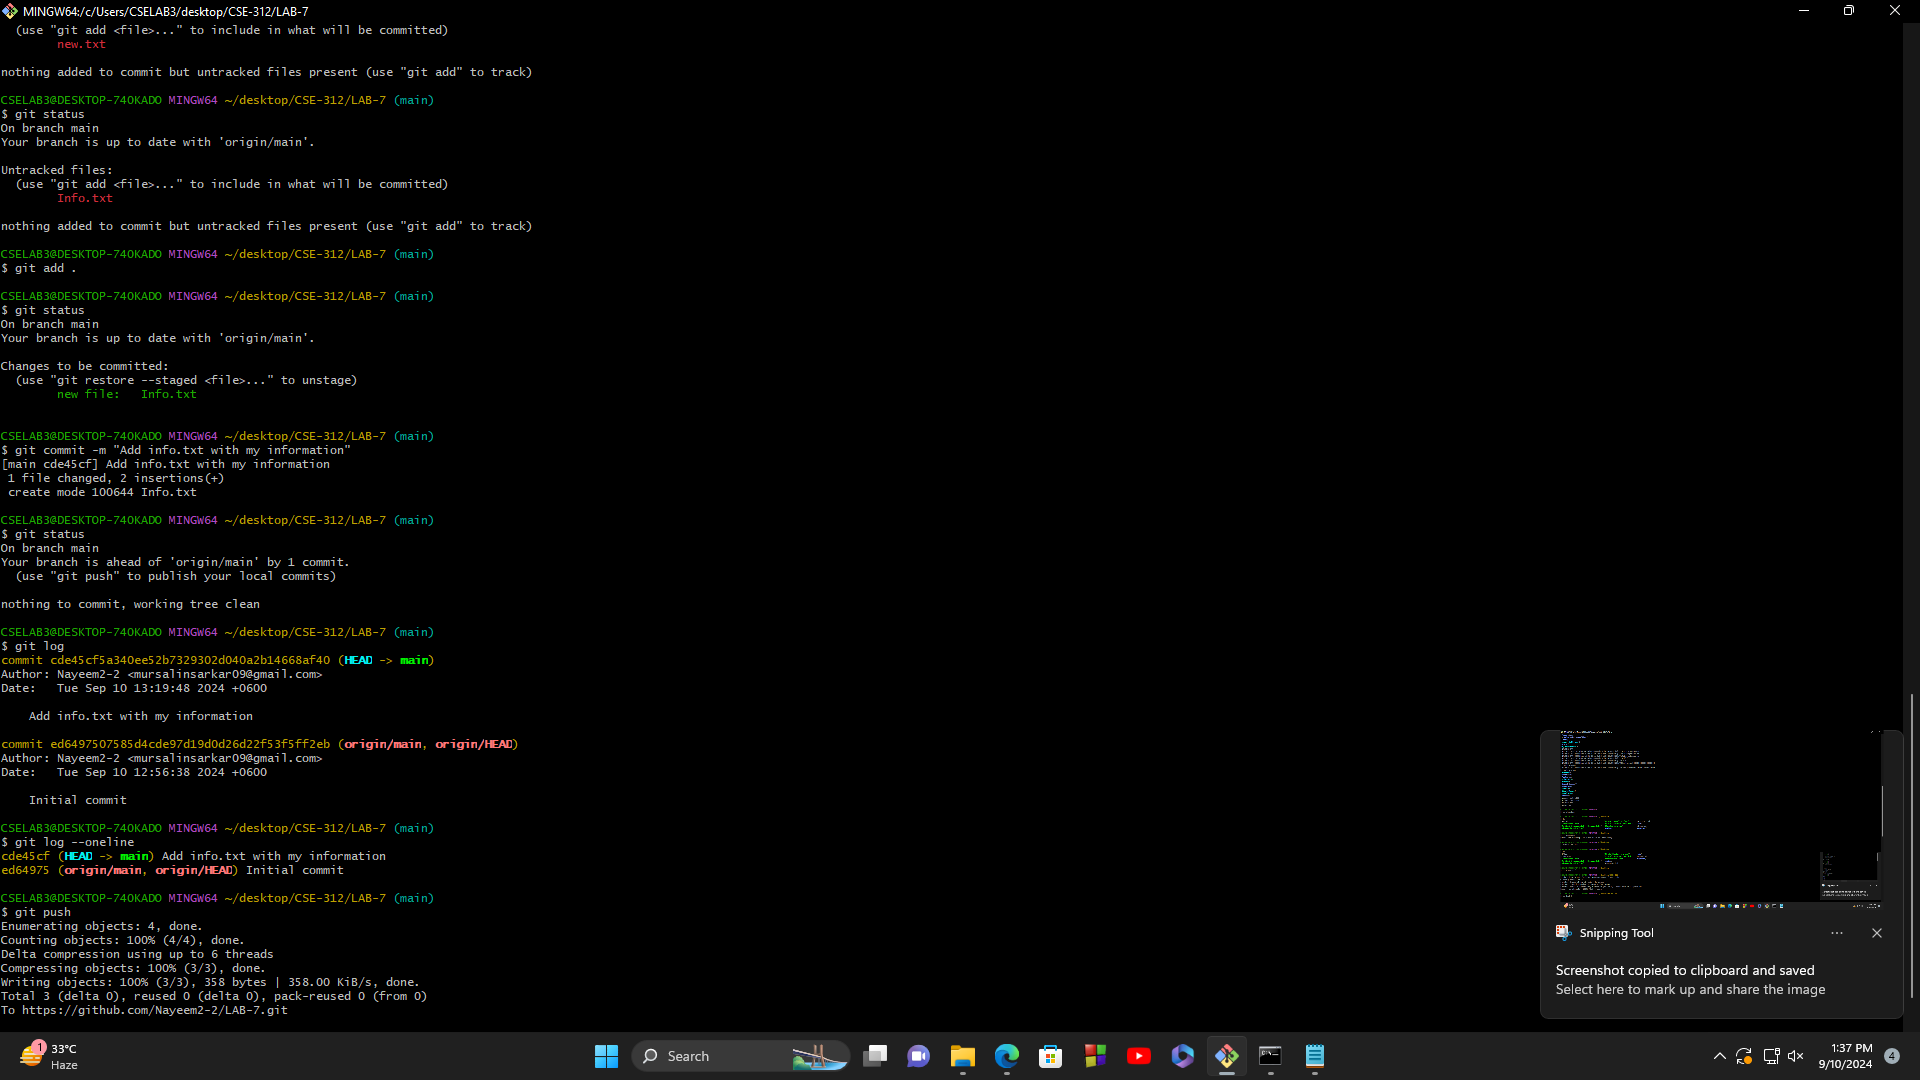 MINGW64:/c/Users/CSELAB3/desktop/CSE-312/LAB-7
(use "git add <file>..." to include in what will be committed)
new.txt
nothing added to commit but untracked files present (use "git add" to track)
CSELAB3@DESKTOP-74OKADO MINGW64 ~/desktop/CSE-312/LAB-7 (main)
$ git status
On branch main
Your branch is up to date with 'origin/main'.
Untracked files:
(use "git add <file>..." to include in what will be committed)
Info.txt
nothing added to commit but untracked files present (use "git add" to track)
CSELAB3@DESKTOP-74OKADO MINGW64 ~/desktop/CSE-312/LAB-7 (main)
$ git add .
CSELAB3@DESKTOP-74OKADO MINGW64 ~/desktop/CSE-312/LAB-7 (main)
$ git status
On branch main
Your branch is up to date with 'origin/main'.
Changes to be committed:
(use "git restore --staged <file>..." to unstage)
new file:   Info.txt
CSELAB3@DESKTOP-74OKADO MINGW64 ~/desktop/CSE-312/LAB-7 (main)
$ git commit -m "Add info.txt with my information"
[main cde45cf] Add info.txt with my information
1 file changed, 2 insertions(+)
create mode 100644 Info.txt
CSELAB3@DESKTOP-74OKADO MINGW64 ~/desktop/CSE-312/LAB-7 (main)
$ git status
On branch main
Your branch is ahead of 'origin/main' by 1 commit.
(use "git push" to publish your local commits)
nothing to commit, working tree clean
CSELAB3@DESKTOP-74OKADO MINGW64 ~/desktop/CSE-312/LAB-7 (main)
$ git log
commit cde45cf5a340ee52b7329302d040a2b14668af40 (HEAD -> main)
Author: Nayeem2-2 <mursalinsarkar09@gmail.com>
Date:   Tue Sep 10 13:19:48 2024 +0600
Add info.txt with my information
commit ed6497507585d4cde97d19d0d26d22f53f5ff2eb (origin/main, origin/HEAD)
Author: Nayeem2-2 <mursalinsarkar09@gmail.com>
Date:   Tue Sep 10 12:56:38 2024 +0600
Initial commit
CSELAB3@DESKTOP-74OKADO MINGW64 ~/desktop/CSE-312/LAB-7 (main)
$ git log --oneline
cde45cf (HEAD -> main) Add info.txt with my information
ed64975 (origin/main, origin/HEAD) Initial commit
CSELAB3@DESKTOP-74OKADO MINGW64 ~/desktop/CSE-312/LAB-7 (main)
$ git push
Enumerating objects: 4, done.
Counting objects: 100% (4/4), done.
Delta compression using up to 6 threads
Compressing objects: 100% (3/3), done.
Writing objects: 100% (3/3), 358 bytes | 358.00 KiB/s, done.
Total 3 (delta 0), reused 0 (delta 0), pack-reused 0 (from 0)
To https://github.com/Nayeem2-2/LAB-7.git
Snipping Tool
Screenshot copied to clipboard and saved
Select here to mark up and share the image
1
33°C
Haze
Search
1:37 PM
9/10/2024
4